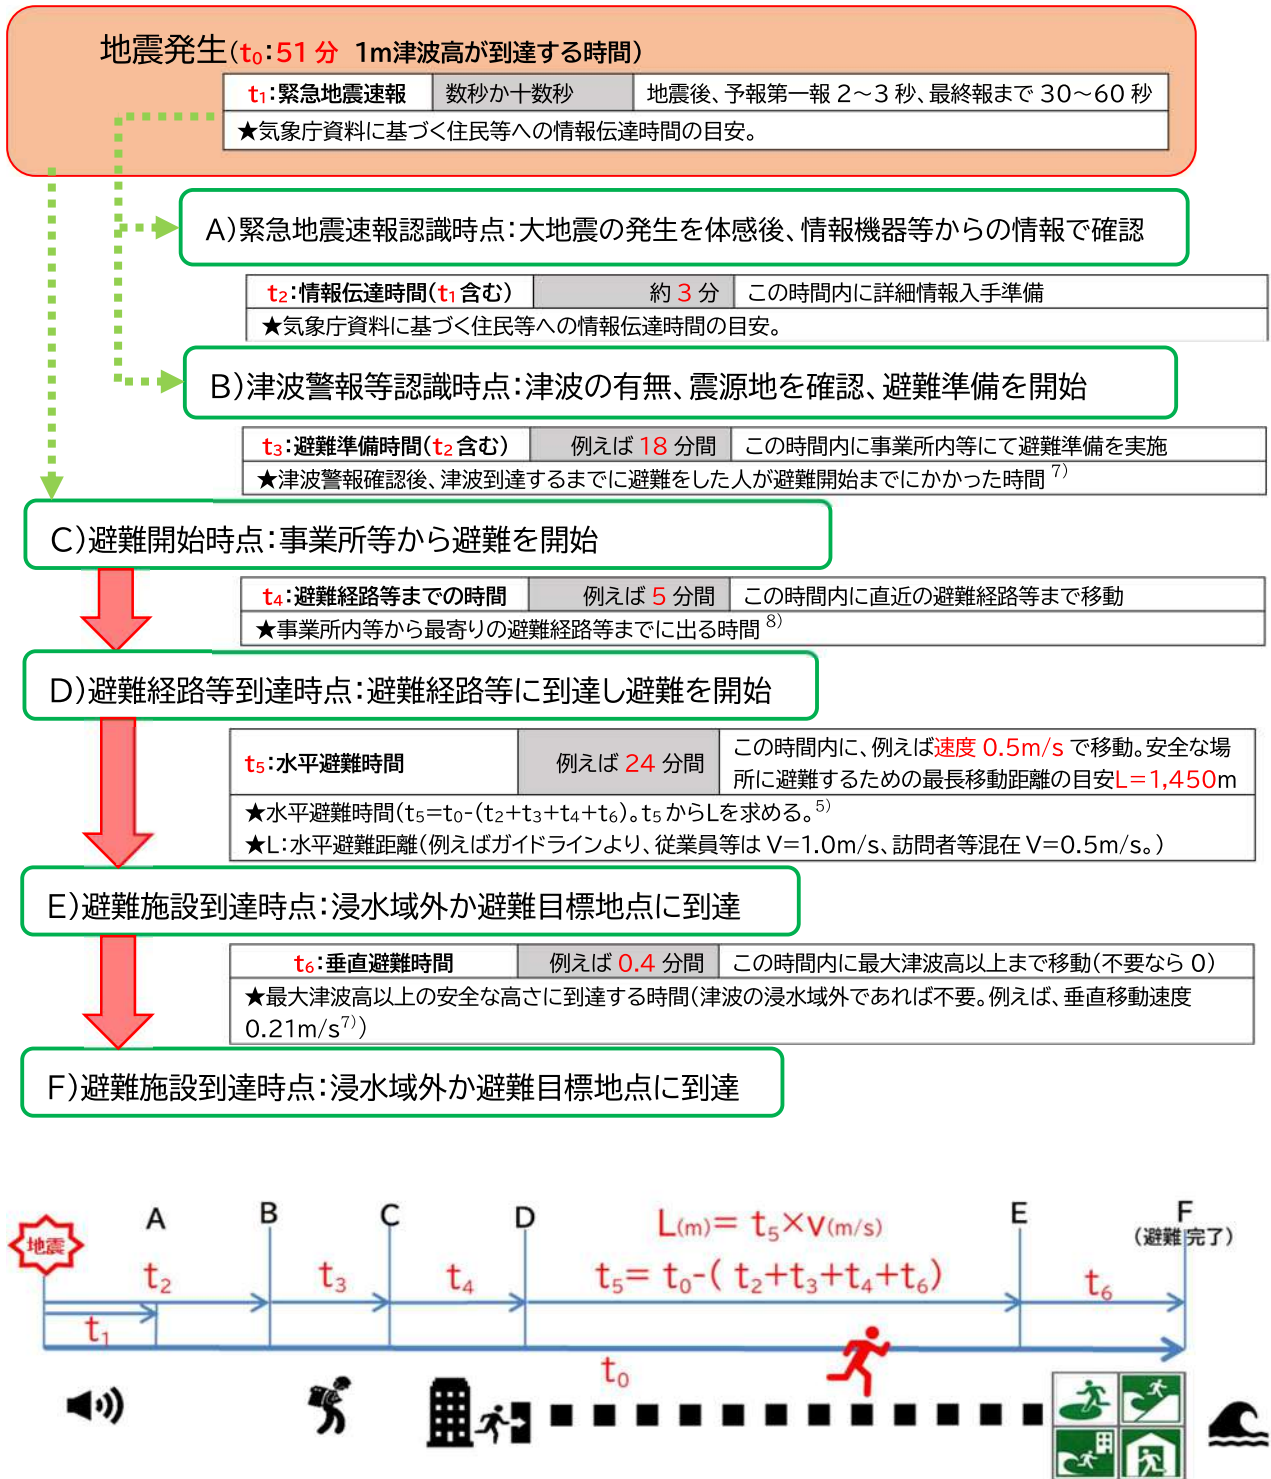 地震発生(t₀:51分 1m津波高が到達する時間)
t₁:緊急地震速報 数秒か十数秒 地震後、予報第一報2~3秒、最終報まで30~60秒
★気象庁資料に基づく住民等への情報伝達時間の目安。
A)緊急地震速報認識時点:大地震の発生を体感後、情報機器等からの情報で確認
t₂:情報伝達時間(t₁含む) 約3分 この時間内に詳細情報入手準備
★気象庁資料に基づく住民等への情報伝達時間の目安。
B)津波警報等認識時点:津波の有無、震源地を確認、避難準備を開始
t₃:避難準備時間(t₂含む) 例えば18分間 この時間内に事業所内等にて避難準備を実施
★津波警報確認後、津波到達するまでに避難をした人が避難開始までにかかった時間 7)
C)避難開始時点:事業所等から避難を開始
t₄:避難経路等までの時間 例えば5分間 この時間内に直近の避難経路等まで移動
★事業所内等から最寄りの避難経路等までに出る時間 8)
D)避難経路等到達時点:避難経路等に到達し避難を開始
t₅:水平避難時間 例えば24分間 この時間内に、例えば速度0.5m/sで移動。安全な場
所に避難するための最長移動距離の目安L=1,450m
★水平避難時間(t₅=t₀-(t₂+t₃+t₄+t₆)。t₅からLを求める。5)
★L:水平避難距離(例えばガイドラインより、従業員等はV=1.0m/s、訪問者等混在V=0.5m/s。)
E)避難施設到達時点:浸水域外か避難目標地点に到達
t₆:垂直避難時間 例えば0.4分間 この時間内に最大津波高以上まで移動(不要なら0)
★最大津波高以上の安全な高さに到達する時間(津波の浸水域外であれば不要。例えば、垂直移動速度
0.21m/s7))
F)避難施設到達時点:浸水域外か避難目標地点に到達
A B C D L(m)= t₅×v(m/s) E F
地震 (避難完了)
t₂ t₃ t₄ t₅= t₀-( t₂+t₃+t₄+t₆) t₆
t₁
t₀